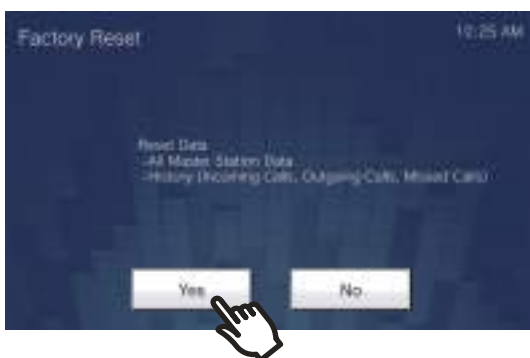 Factory Reset
10:25 AM
Reset Data
-All Master Station Data
-History (Incoming Calls, Outgoing Calls, Missed Calls)
Yes
No